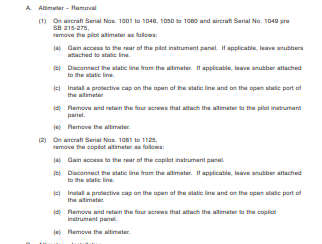 A. Altimeter – Removal
(1) On aircraft Serial Nos. 1001 to 1048, 1050 to 1080 and aircraft Serial No. 1049 pre
SB 215-275,
remove the pilot altimeter as follows:
(a) Gain access to the rear of the pilot instrument panel. If applicable, leave snubbers
attached to static line.
(b) Disconnect the static line from the altimeter. If applicable, leave snubber attached
to the static line.
(c) Install a protective cap on the open of the static line and on the open static port of
the altimeter
(d) Remove and retain the four screws that attach the altimeter to the pilot instrument
panel.
(e) Remove the altimeter.
(2) On aircraft Serial Nos. 1081 to 1125,
remove the copilot altimeter as follows:
(a) Gain access to the rear of the copilot instrument panel.
(b) Disconnect the static line from the altimeter. If applicable, leave snubber attached
to the static line.
(c) Install a protective cap on the open of the static line and on the open static port of
the altimeter.
(d) Remove and retain the four screws that attach the altimeter to the copilot
instrument panel.
(e) Remove the altimeter.